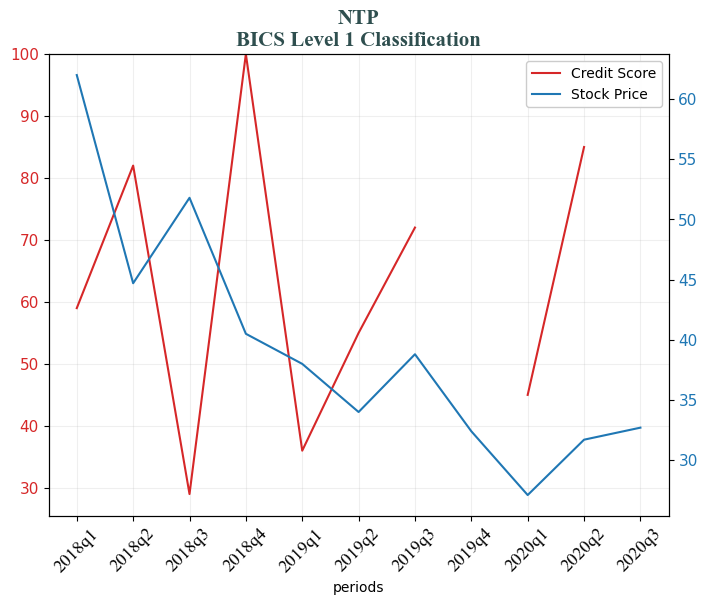 NTP
BICS Level 1 Classification
Credit Score
Stock Price
100
90
80
70
60
50
40
30
60
55
50
45
40
35
30
2018q1
2018q2
2018q3
2018q4
2019q1
2019q2
2019q3
2019q4
2020q1
2020q2
2020q3
periods